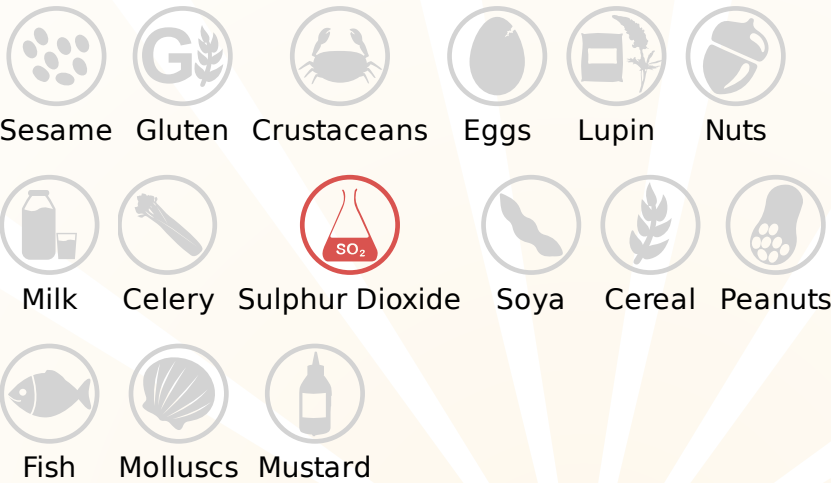 G
Sesame Gluten Crustaceans Eggs Lupin Nuts
SO₂
Milk Celery Sulphur Dioxide Soya Cereal Peanuts
Fish Molluscs Mustard